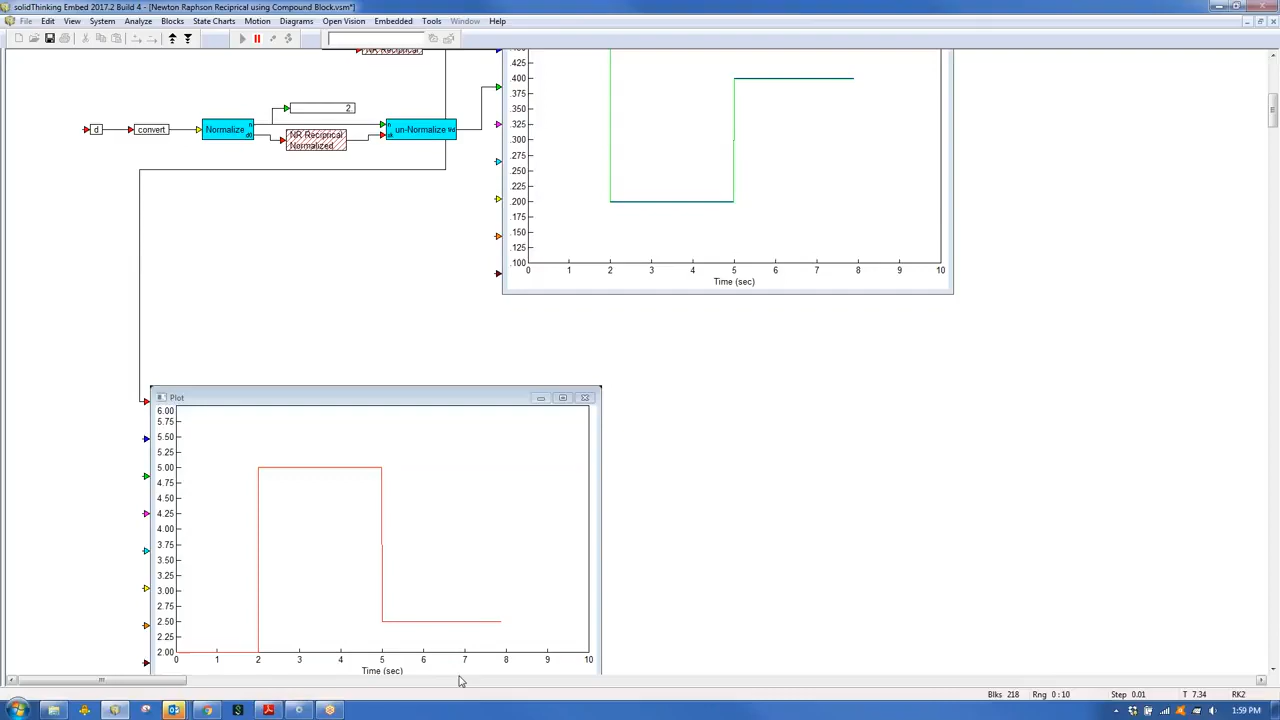 solidThinking Embed 2017.2 Build 4 - [Newton Raphson Recipirical using Compound Block.vsm*]
File Edit View System Analyze Blocks State Charts Motion Diagrams Open Vision Embedded Tools Window Help
NR Reciprical
d
convert
Normalize
n
d0
2
NR Reciprical
Normalized
n
un-Normalize
.425
.400
.375
.350
.325
.300
.275
.250
.225
.200
.175
.150
.125
.100
0 1 2 3 4 5 6 7 8 9 10
Time (sec)
Plot
6.00
5.75
5.50
5.25
5.00
4.75
4.50
4.25
4.00
3.75
3.50
3.25
3.00
2.75
2.50
2.25
2.00
0 1 2 3 4 5 6 7 8 9 10
Time (sec)
Blks 218 Rng 0 : 10 Step 0.01 T 7.34 RK2
1:59 PM